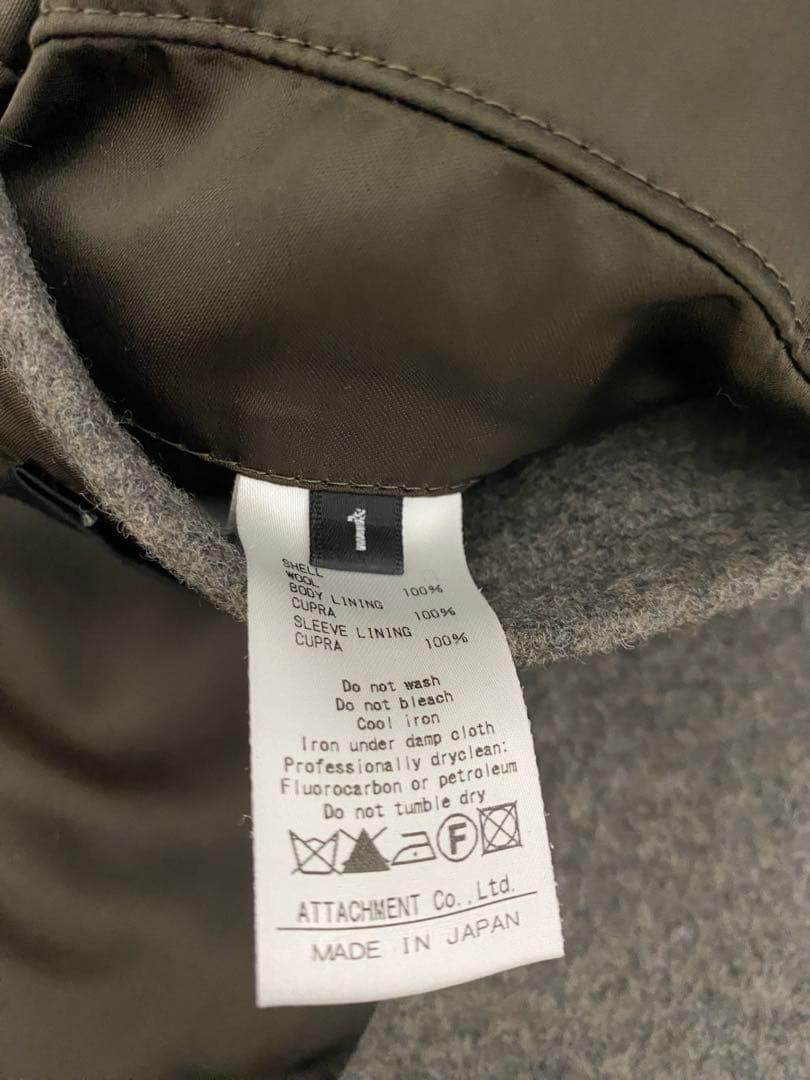 1
SHELL
WOOL 100%
BODY LINING
CUPRA 100%
SLEEVE LINING
CUPRA 100%
Do not wash
Do not bleach
Cool iron
Iron under damp cloth
Professionally dryclean:
Fluorocarbon or petroleum
Do not tumble dry
F
ATTACHMENT Co.,Ltd.
MADE IN JAPAN